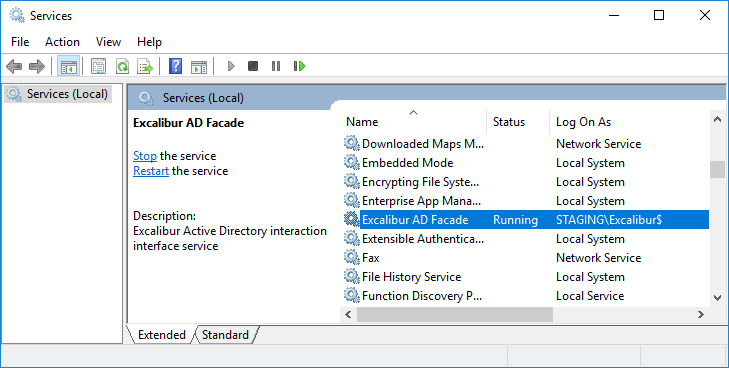 Services
File Action View Help
Services (Local)
Services (Local)
Excalibur AD Facade
Stop the service
Restart the service
Description:
Excalibur Active Directory interaction
interface service
Name Status Log On As
Downloaded Maps M... Network Service
Embedded Mode Local System
Encrypting File Syste... Local System
Enterprise App Mana... Local System
Excalibur AD Facade Running STAGING\Excalibur$
Extensible Authentica... Local System
Fax Network Service
File History Service Local System
Function Discovery P... Local Service
Extended Standard